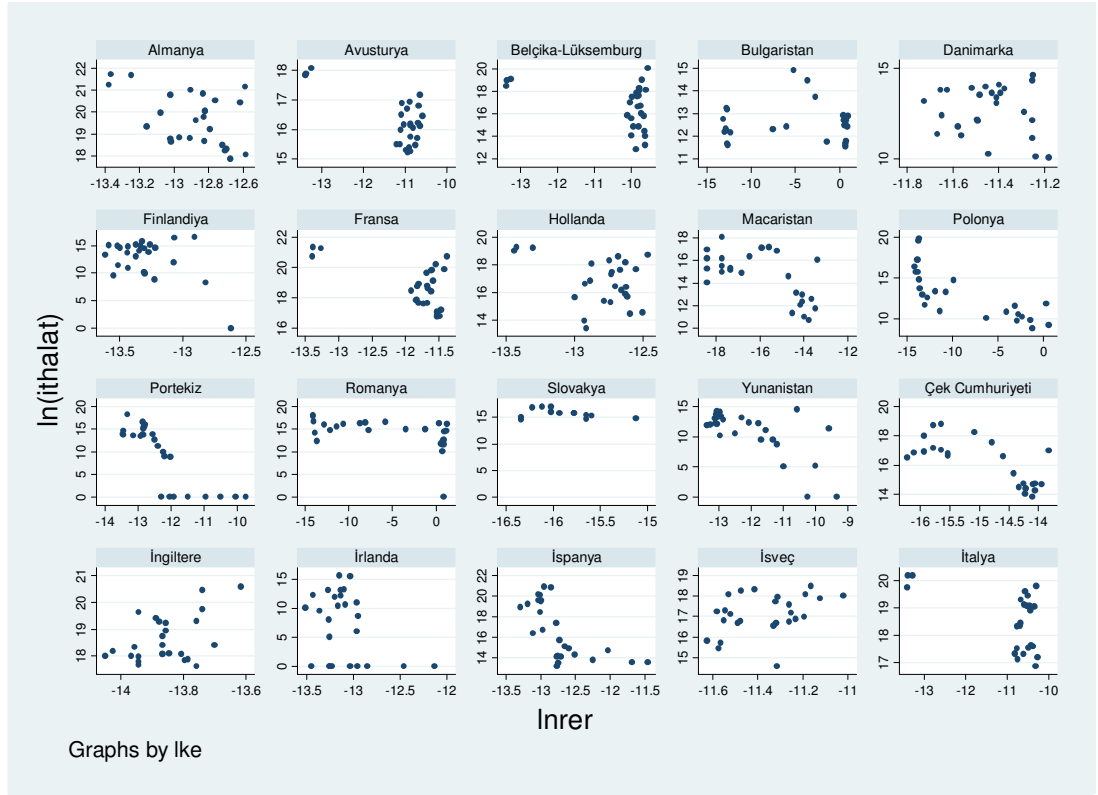 Almanya
Avusturya
Belçika-Lüksemburg
Bulgaristan
Danimarka
18 19 20 21 22
-13.4 -13.2 -13 -12.8 -12.6
15 16 17 18
-13 -12 -11 -10
12 14 16 18 20
-13 -12 -11 -10
11 12 13 14 15
-15 -10 -5 0
10 15
-11.8 -11.6 -11.4 -11.2
Finlandiya
Fransa
Hollanda
Macaristan
Polonya
0 5 10 15
-13.5 -13 -12.5
16 18 20 22
-13.5 -13 -12.5 -12 -11.5
14 16 18 20
-13.5 -13 -12.5
10 12 14 16 18
-18 -16 -14 -12
10 15 20
-15 -10 -5 0
Portekiz
Romanya
Slovakya
Yunanistan
Çek Cumhuriyeti
0 5 10 15 20
-14 -13 -12 -11 -10
0 5 10 15 20
-15 -10 -5 0
0 5 10 15 20
-16.5 -16 -15.5 -15
0 5 10 15
-13 -12 -11 -10 -9
14 16 18 20
-16 -15.5 -15 -14.5 -14
İngiltere
İrlanda
İspanya
İsveç
İtalya
18 19 20 21
-14 -13.8 -13.6
0 5 10 15
-13.5 -13 -12.5 -12
14 16 18 20 22
-13.5 -13 -12.5 -12 -11.5
15 16 17 18 19
-11.6 -11.4 -11.2 -11
17 18 19 20
-13 -12 -11 -10
ln(ithalat)
lnrer
Graphs by lke